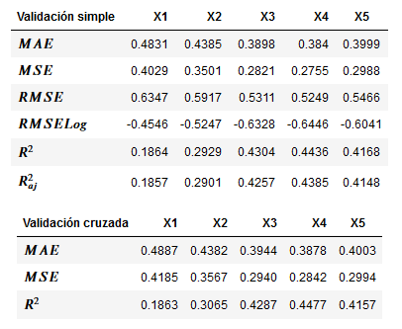 Validación simple X1 X2 X3 X4 X5
MAE 0.4831 0.4385 0.3898 0.384 0.3999
MSE 0.4029 0.3501 0.2821 0.2755 0.2988
RMSE 0.6347 0.5917 0.5311 0.5249 0.5466
RMSELog -0.4546 -0.5247 -0.6328 -0.6446 -0.6041
R² 0.1864 0.2929 0.4304 0.4436 0.4168
R²aj 0.1857 0.2901 0.4257 0.4385 0.4148
Validación cruzada X1 X2 X3 X4 X5
MAE 0.4887 0.4382 0.3944 0.3878 0.4003
MSE 0.4185 0.3567 0.2940 0.2842 0.2994
R² 0.1863 0.3065 0.4287 0.4477 0.4157